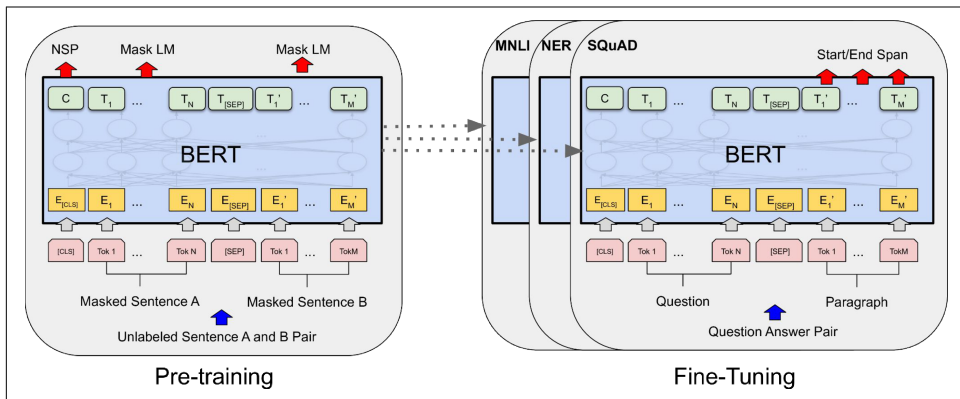 NSP Mask LM Mask LM
C T1 ... TN T[SEP] T1' ... TM'
BERT
E[CLS] E1 ... EN E[SEP] E1' ... EM'
[CLS] Tok 1 ... Tok N [SEP] Tok 1 ... TokM
Masked Sentence A Masked Sentence B
Unlabeled Sentence A and B Pair
Pre-training
MNLI NER SQuAD
Start/End Span
C T1 ... TN T[SEP] T1' ... TM'
BERT
E[CLS] E1 ... EN E[SEP] E1' ... EM'
[CLS] Tok 1 ... Tok N [SEP] Tok 1 ... TokM
Question Paragraph
Question Answer Pair
Fine-Tuning